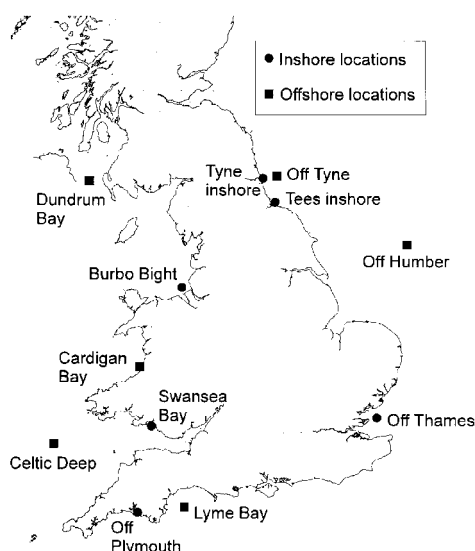 Inshore locations
Offshore locations
Tyne
inshore
Off Tyne
Tees inshore
Dundrum
Bay
Off Humber
Burbo Bight
Cardigan
Bay
Swansea
Bay
Off Thames
Celtic Deep
Lyme Bay
Off
Plymouth